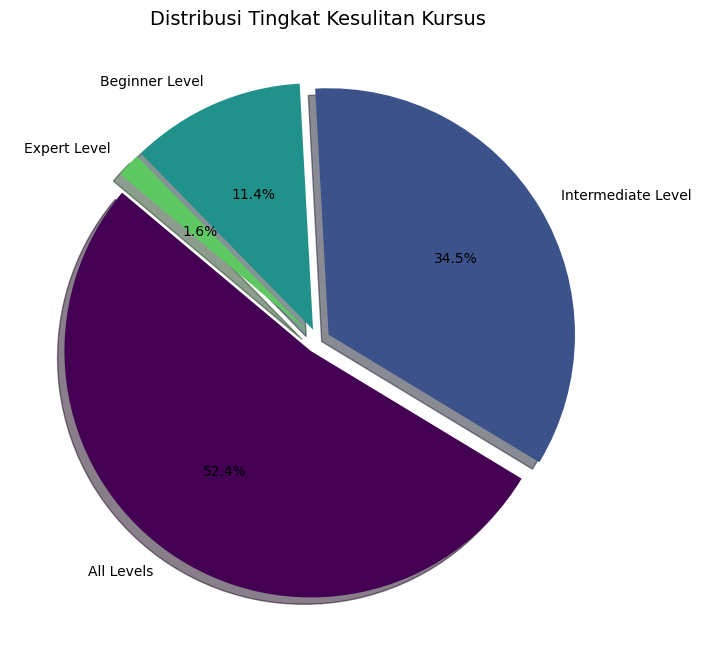 Distribusi Tingkat Kesulitan Kursus
Beginner Level
Expert Level
Intermediate Level
11.4%
1.6%
34.5%
52.4%
All Levels